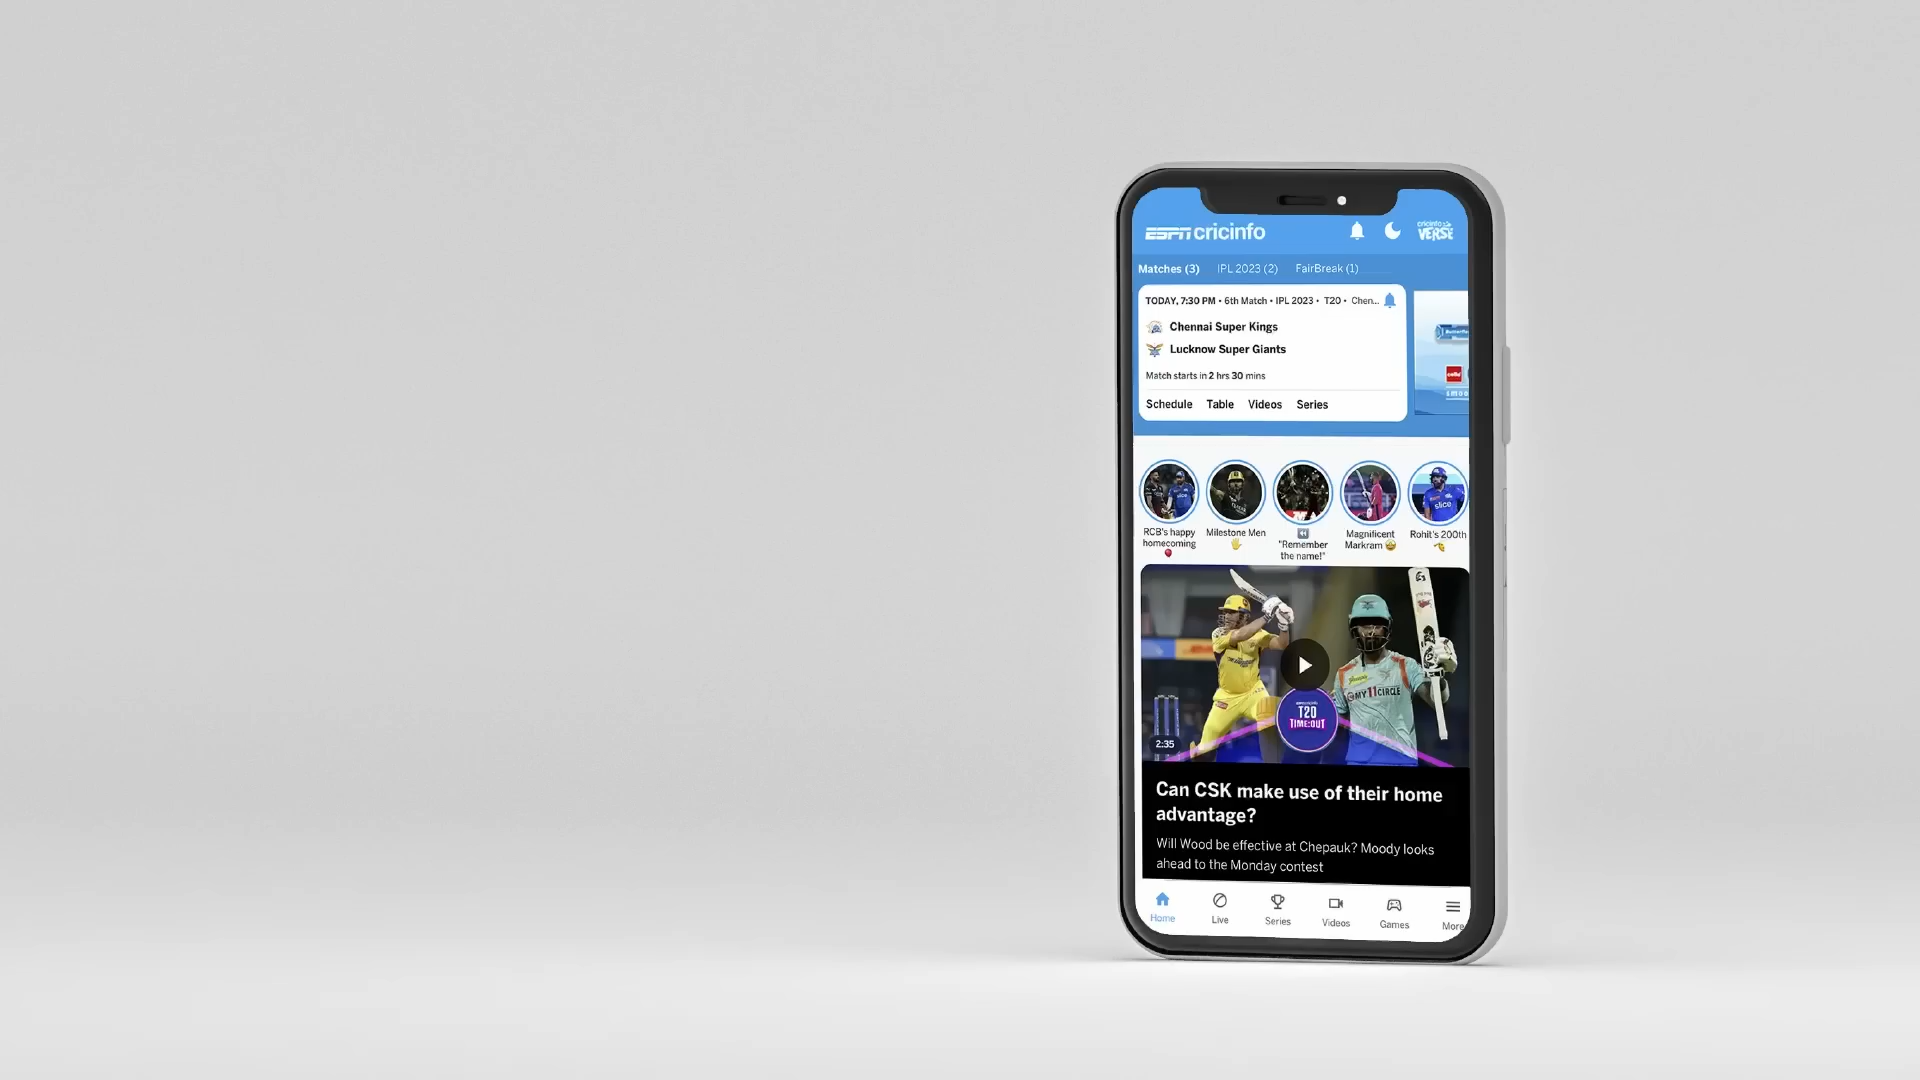 ESPN cricinfo
cricinfo
VERSE
Matches (3) IPL 2023 (2) FairBreak (1)
TODAY, 7:30 PM • 6th Match • IPL 2023 • T20 • Chen...
Chennai Super Kings
Lucknow Super Giants
Match starts in 2 hrs 30 mins
Schedule Table Videos Series
RCB's happy
homecoming
Milestone Men
"Remember
the name!"
Magnificent
Markram
Rohit's 200th
slice
MY11CIRCLE
T20
TIME:OUT
2:35
Can CSK make use of their home
advantage?
Will Wood be effective at Chepauk? Moody looks
ahead to the Monday contest
Home Live Series Videos Games More